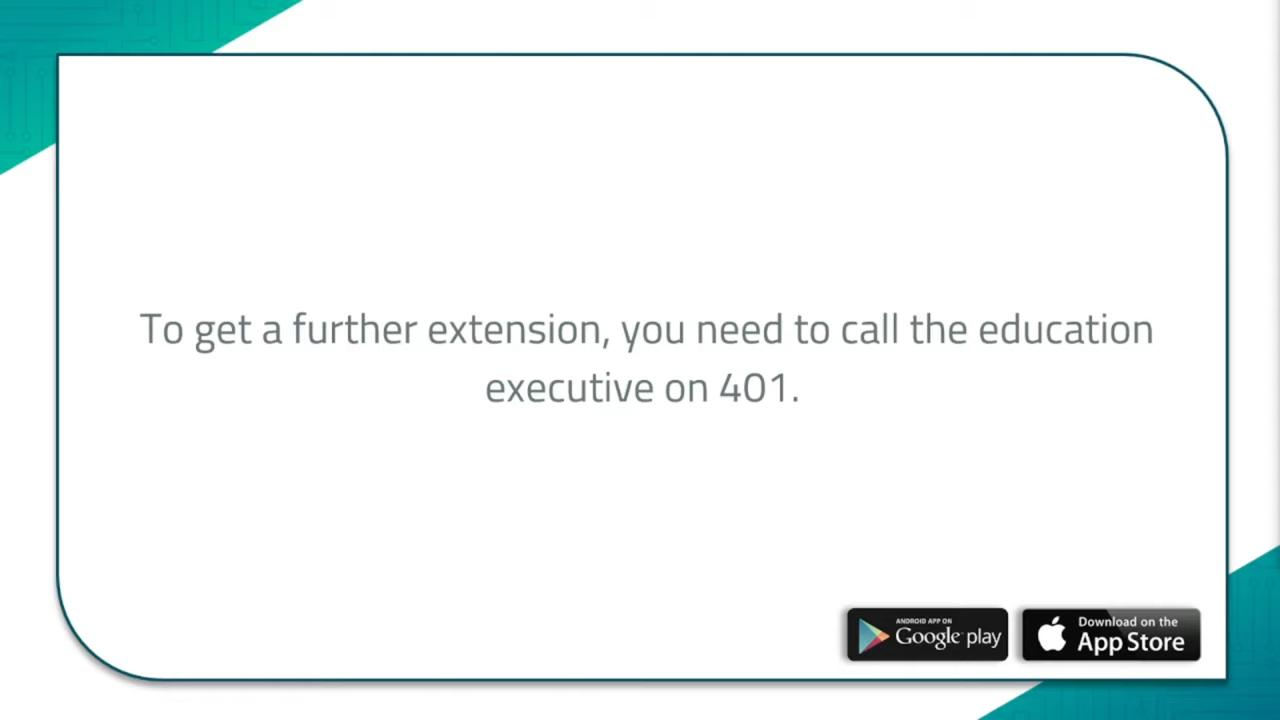 To get a further extension, you need to call the education
executive on 401.
ANDROID APP ON
Google play
Download on the
App Store